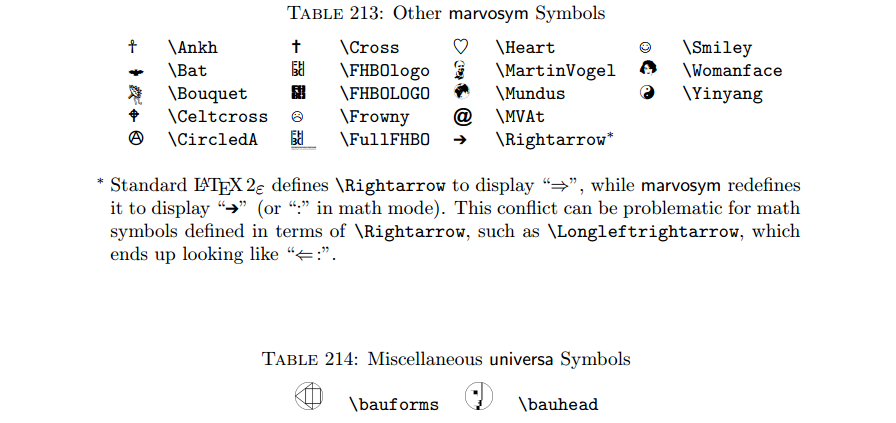 TABLE 213: Other marvosym Symbols
☥ \Ankh ✝ \Cross ♡ \Heart ☺ \Smiley
\Bat \FHBOlogo \MartinVogel \Womanface
\Bouquet \FHBOLOGO \Mundus ☯ \Yinyang
\Celtcross ☹ \Frowny @ \MVAt
Ⓐ \CircledA \FullFHBO ➔ \Rightarrow*
* Standard LATEX 2ε defines \Rightarrow to display “⇒”, while marvosym redefines
it to display “➔” (or “:” in math mode). This conflict can be problematic for math
symbols defined in terms of \Rightarrow, such as \Longleftrightarrow, which
ends up looking like “⇐:”.
TABLE 214: Miscellaneous universa Symbols
\bauforms \bauhead